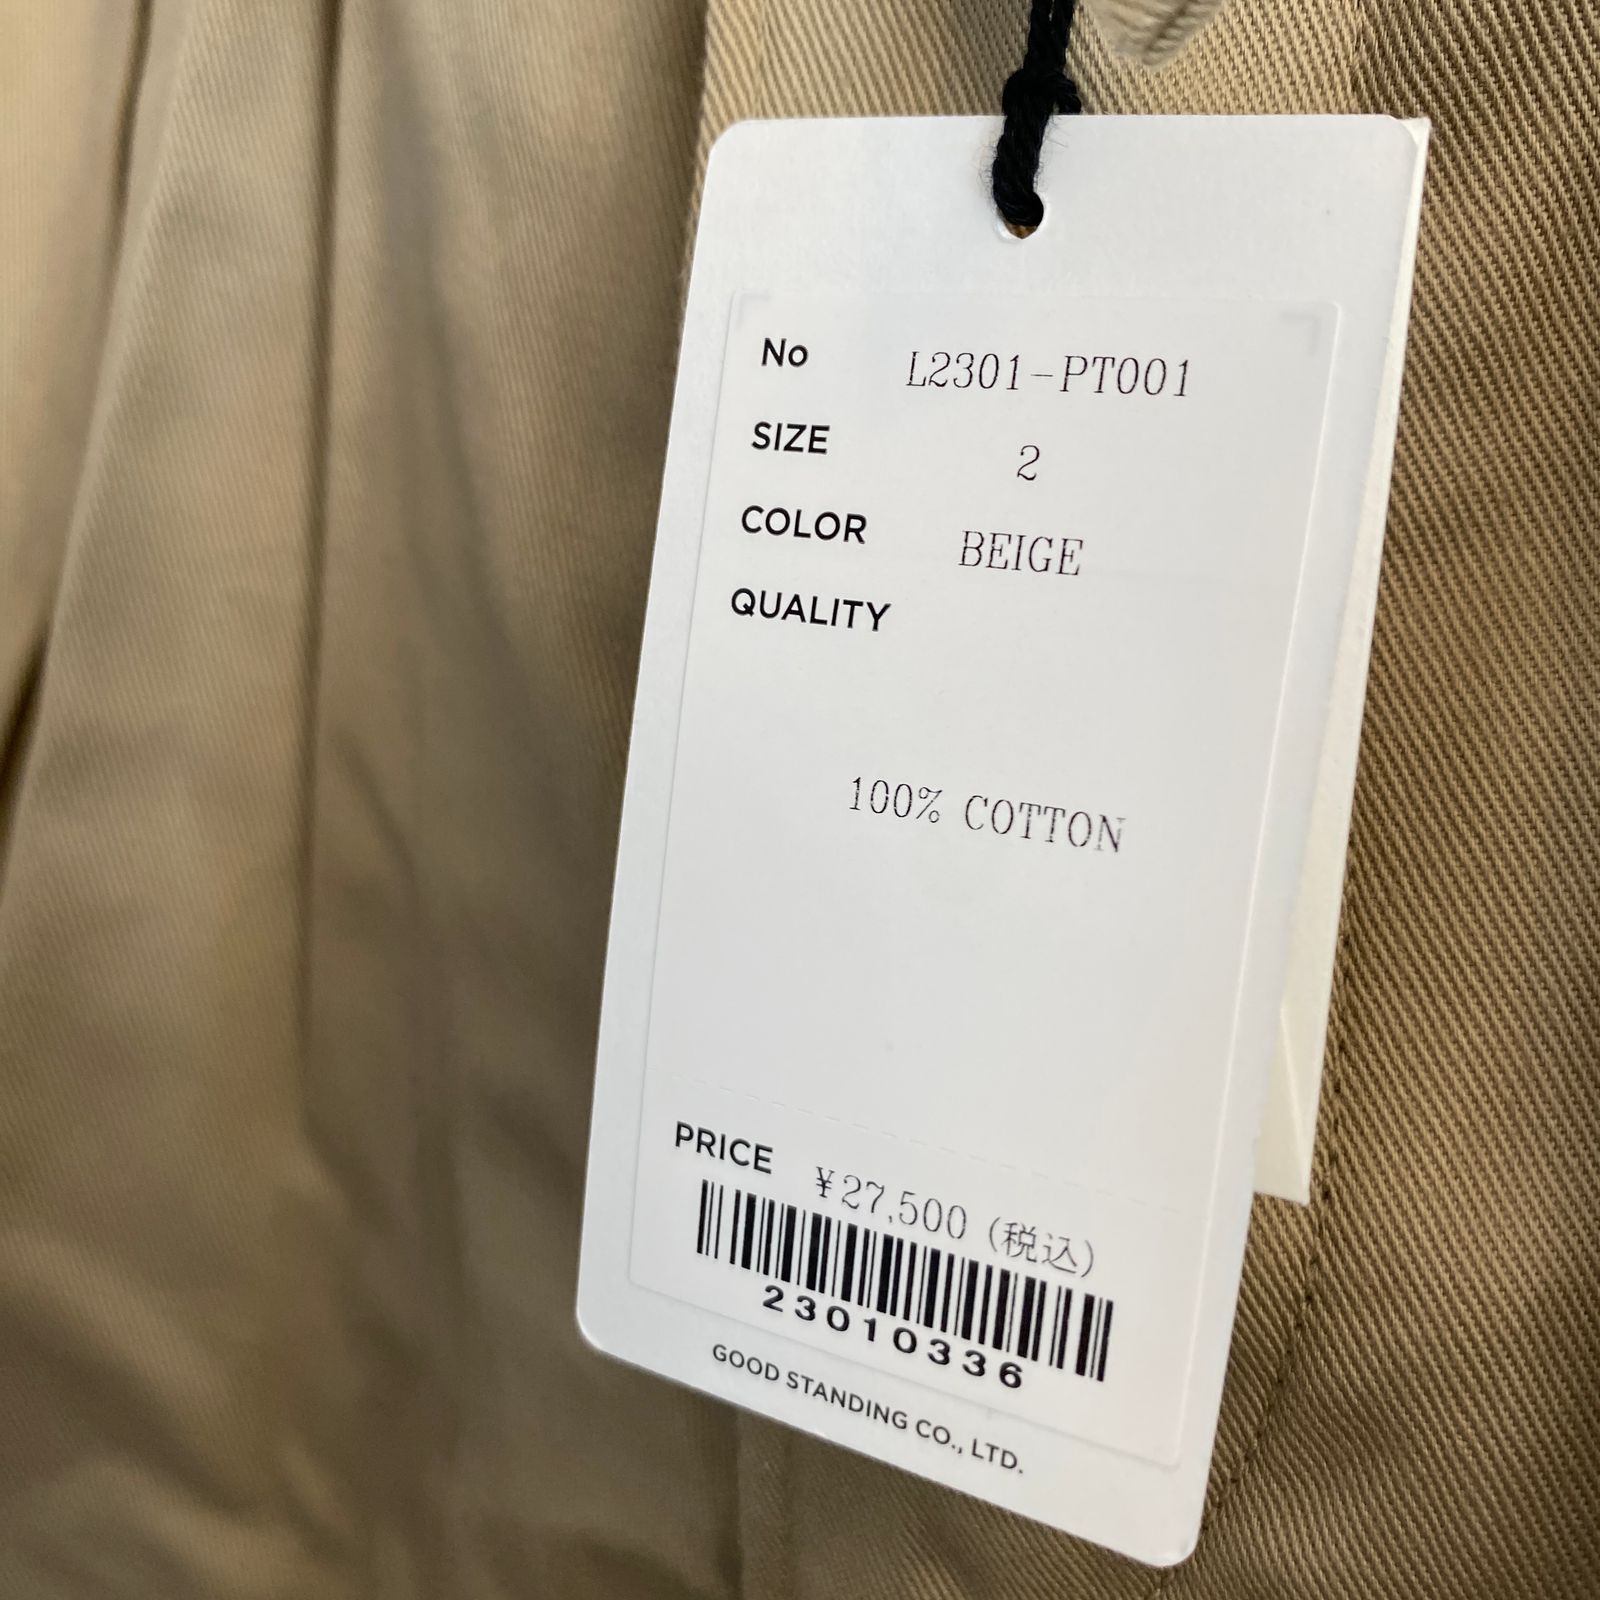 No L2301-PT001
SIZE 2
COLOR BEIGE
QUALITY
100% COTTON
PRICE ¥27,500 (税込)
23010336
GOOD STANDING CO., LTD.